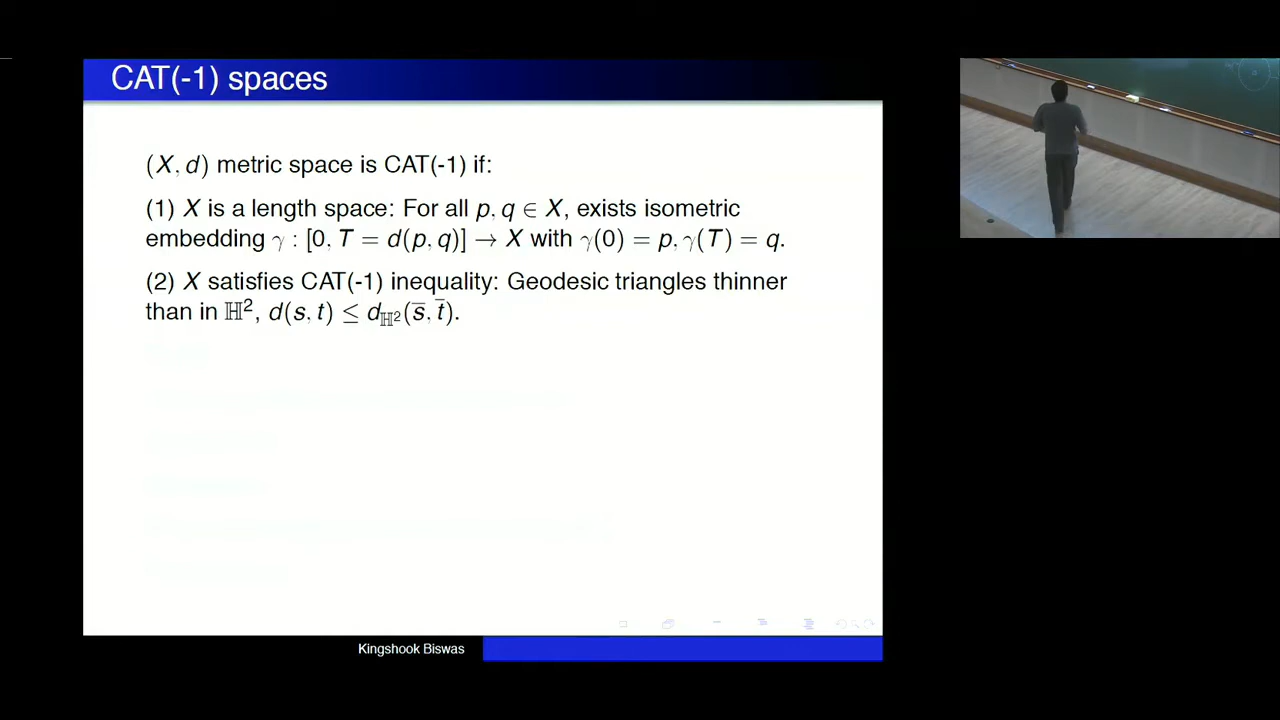 CAT(-1) spaces
(X, d) metric space is CAT(-1) if:
(1) X is a length space: For all p, q ∈ X, exists isometric
embedding γ : [0, T = d(p, q)] → X with γ(0) = p, γ(T) = q.
(2) X satisfies CAT(-1) inequality: Geodesic triangles thinner
than in ℍ², d(s, t) ≤ d_ℍ²(s̅, t̅).
Kingshook Biswas